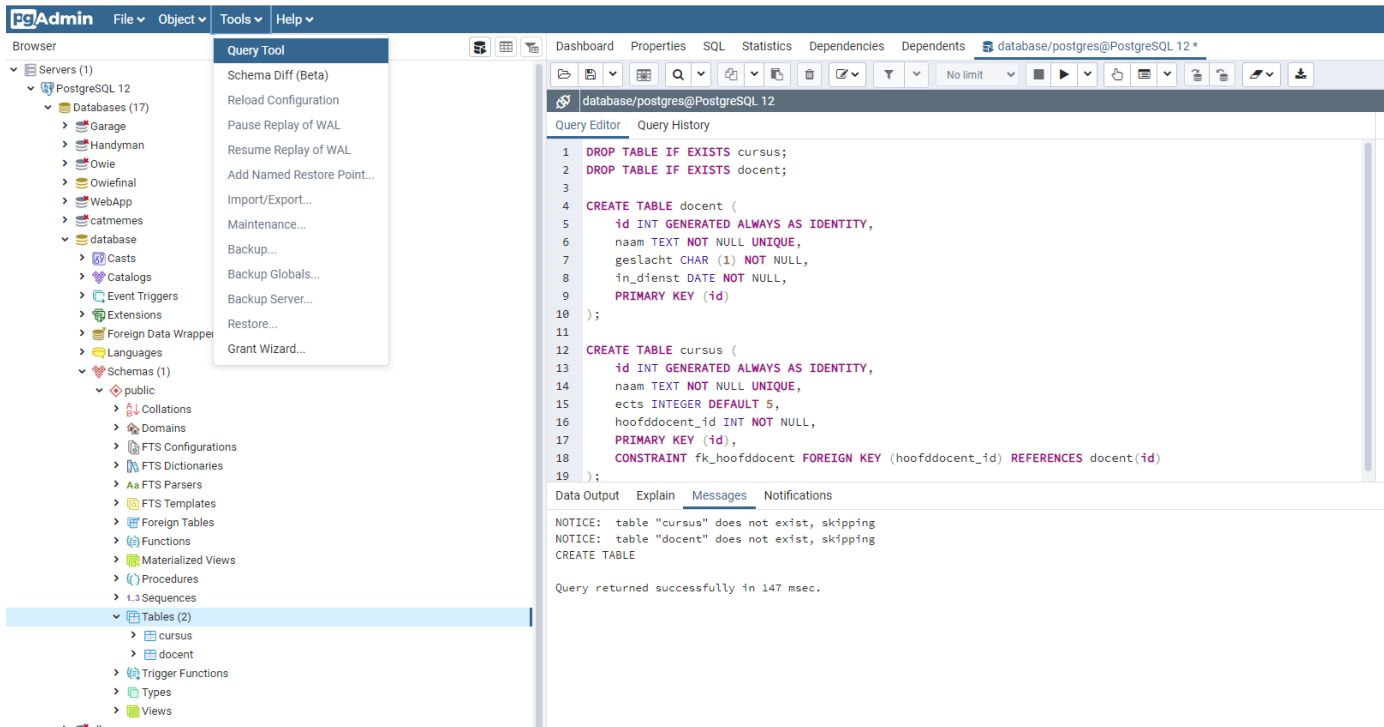 pgAdmin File Object Tools Help
Browser
Servers (1)
PostgreSQL 12
Databases (17)
Garage
Handyman
Owie
Owiefinal
WebApp
catmemes
database
Casts
Catalogs
Event Triggers
Extensions
Foreign Data Wrapper
Languages
Schemas (1)
public
Collations
Domains
FTS Configurations
FTS Dictionaries
Aa FTS Parsers
FTS Templates
Foreign Tables
Functions
Materialized Views
Procedures
1..3 Sequences
Tables (2)
cursus
docent
Trigger Functions
Types
Views
Query Tool
Schema Diff (Beta)
Reload Configuration
Pause Replay of WAL
Resume Replay of WAL
Add Named Restore Point...
Import/Export...
Maintenance...
Backup...
Backup Globals...
Backup Server...
Restore...
Grant Wizard...
Dashboard Properties SQL Statistics Dependencies Dependents database/postgres@PostgreSQL 12 *
No limit
database/postgres@PostgreSQL 12
Query Editor Query History
1 DROP TABLE IF EXISTS cursus;
2 DROP TABLE IF EXISTS docent;
3
4 CREATE TABLE docent (
5 id INT GENERATED ALWAYS AS IDENTITY,
6 naam TEXT NOT NULL UNIQUE,
7 geslacht CHAR (1) NOT NULL,
8 in_dienst DATE NOT NULL,
9 PRIMARY KEY (id)
10 );
11
12 CREATE TABLE cursus (
13 id INT GENERATED ALWAYS AS IDENTITY,
14 naam TEXT NOT NULL UNIQUE,
15 ects INTEGER DEFAULT 5,
16 hoofddocent_id INT NOT NULL,
17 PRIMARY KEY (id),
18 CONSTRAINT fk_hoofddocent FOREIGN KEY (hoofddocent_id) REFERENCES docent(id)
19 );
Data Output Explain Messages Notifications
NOTICE: table "cursus" does not exist, skipping
NOTICE: table "docent" does not exist, skipping
CREATE TABLE
Query returned successfully in 147 msec.